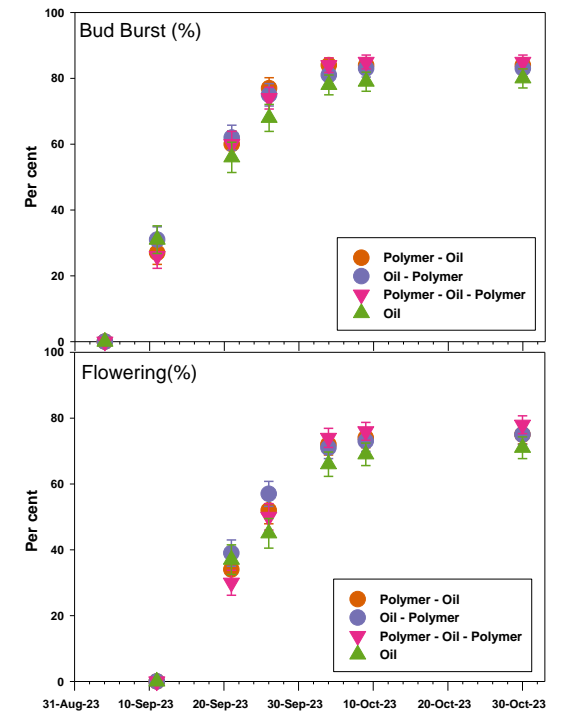 Bud Burst (%)
100
80
60
40
20
0
Per cent
Polymer - Oil
Oil - Polymer
Polymer - Oil - Polymer
Oil
Flowering(%)
100
80
60
40
20
0
Per cent
Polymer - Oil
Oil - Polymer
Polymer - Oil - Polymer
Oil
31-Aug-23 10-Sep-23 20-Sep-23 30-Sep-23 10-Oct-23 20-Oct-23 30-Oct-23